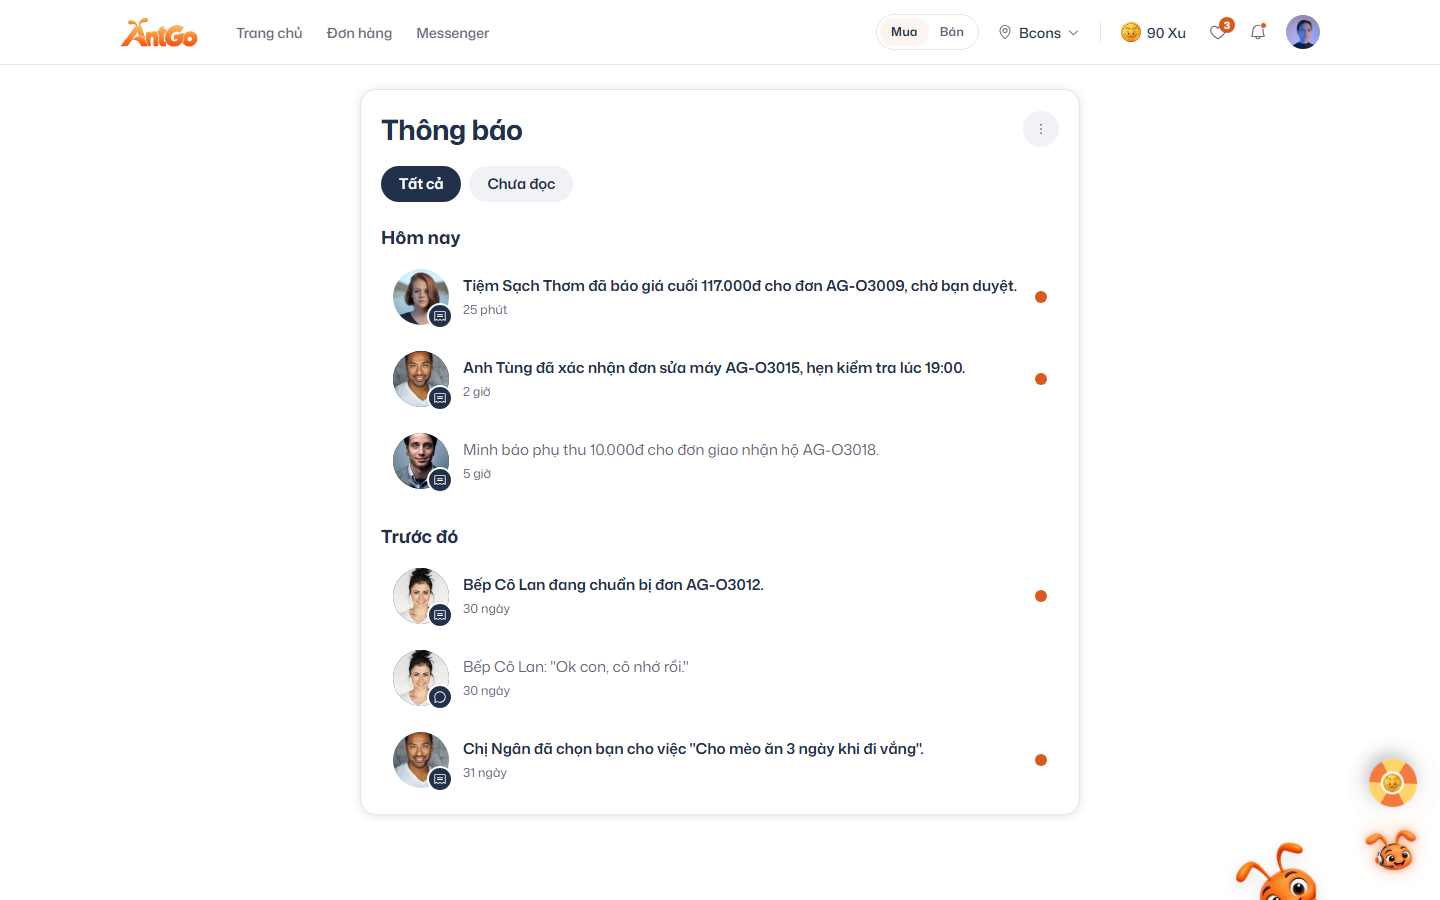 AntGo
Trang chủ
Đơn hàng
Messenger
Mua
Bán
Bcons
90 Xu
3
Thông báo
Tất cả
Chưa đọc
Hôm nay
Tiệm Sạch Thơm đã báo giá cuối 117.000đ cho đơn AG-O3009, chờ bạn duyệt.
25 phút
Anh Tùng đã xác nhận đơn sửa máy AG-O3015, hẹn kiểm tra lúc 19:00.
2 giờ
Minh báo phụ thu 10.000đ cho đơn giao nhận hộ AG-O3018.
5 giờ
Trước đó
Bếp Cô Lan đang chuẩn bị đơn AG-O3012.
30 ngày
Bếp Cô Lan: "Ok con, cô nhớ rồi."
30 ngày
Chị Ngân đã chọn bạn cho việc "Cho mèo ăn 3 ngày khi đi vắng".
31 ngày